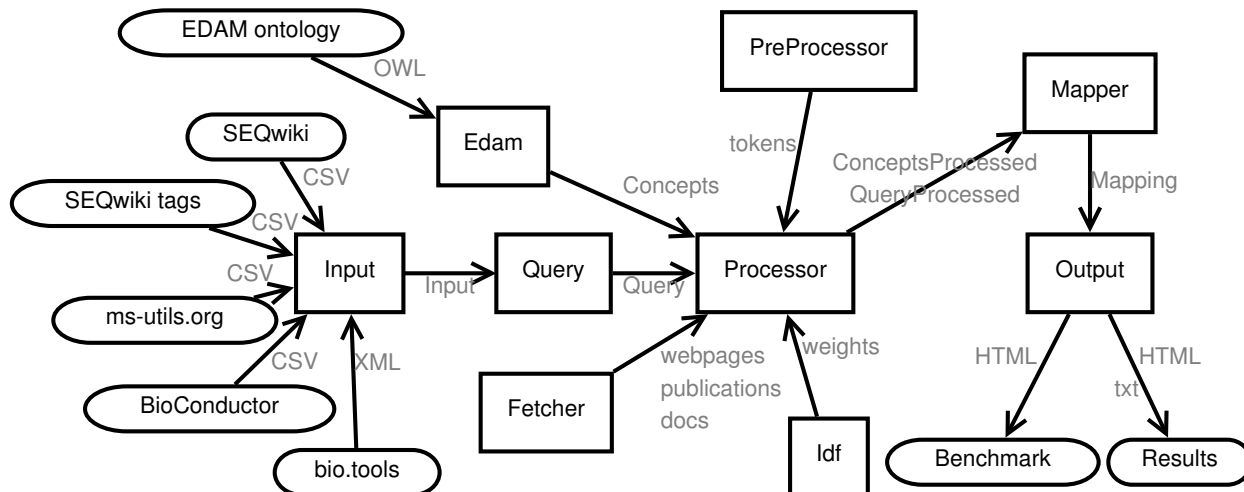 EDAM ontology
PreProcessor
OWL
Mapper
SEQwiki
Edam
tokens
ConceptsProcessed
CSV
Concepts
QueryProcessed
Mapping
SEQwiki tags
CSV
CSV
Input
Input
Query
Query
Processor
Output
ms-utils.org
CSV
XML
webpages
weights
HTML
HTML
publications
txt
BioConductor
Fetcher
docs
bio.tools
Idf
Benchmark
Results